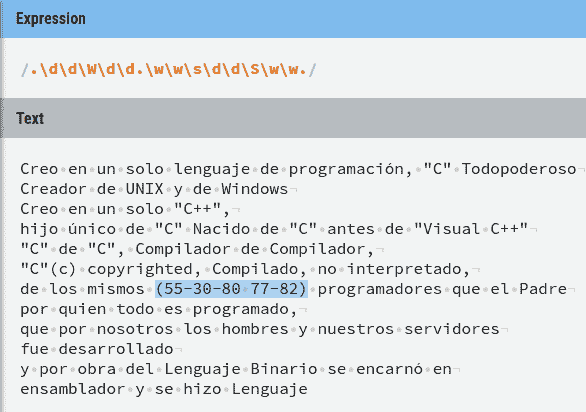 Expression
/.\d\d\W\d\d.\w\w\s\d\d\S\w\w./
Text
Creo en un solo lenguaje de programación, "C" Todopoderoso
Creador de UNIX y de Windows
Creo en un solo "C++",
hijo único de "C" Nacido de "C" antes de "Visual C++"
"C" de "C", Compilador de Compilador,
"C"(c) copyrighted, Compilado, no interpretado,
de los mismos (55-30-80 77-82) programadores que el Padre
por quien todo es programado,
que por nosotros los hombres y nuestros servidores
fue desarrollado
y por obra del Lenguaje Binario se encarnó en
ensamblador y se hizo Lenguaje